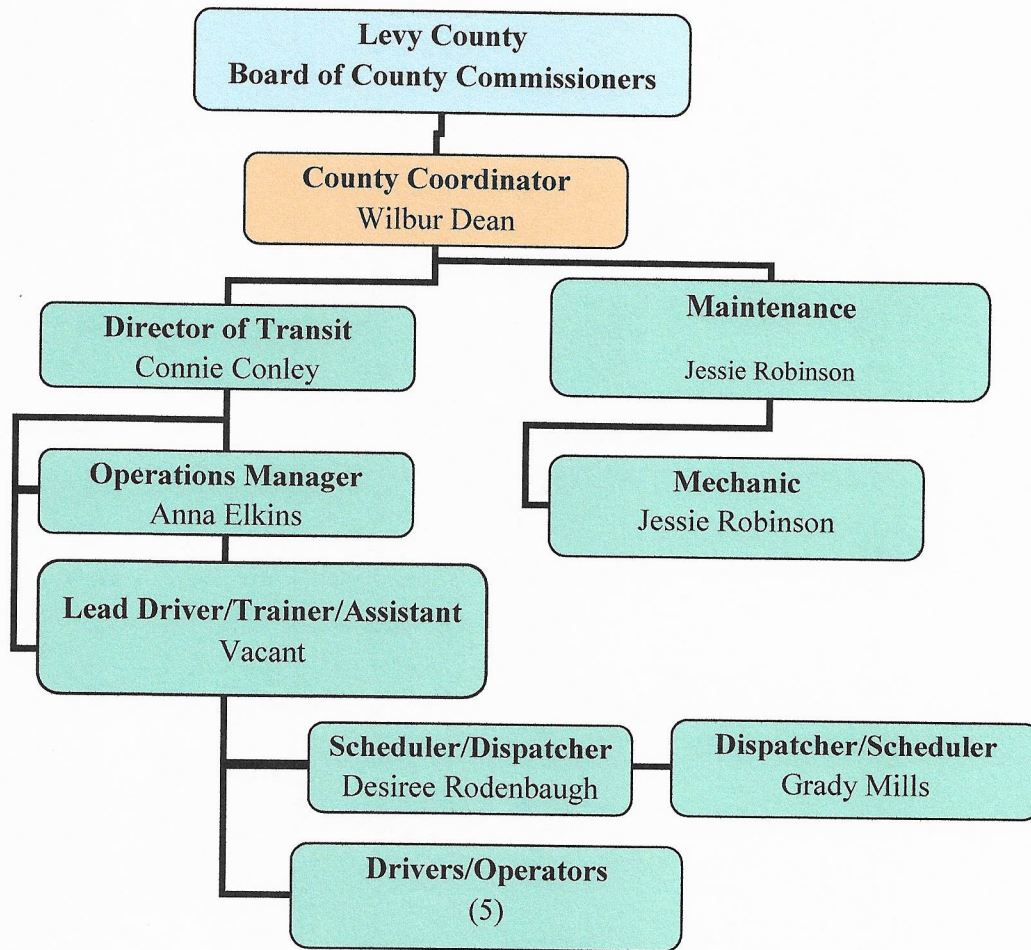 Levy County
Board of County Commissioners
County Coordinator
Wilbur Dean
Director of Transit
Connie Conley
Maintenance
Jessie Robinson
Operations Manager
Anna Elkins
Mechanic
Jessie Robinson
Lead Driver/Trainer/Assistant
Vacant
Scheduler/Dispatcher
Desiree Rodenbaugh
Dispatcher/Scheduler
Grady Mills
Drivers/Operators
(5)